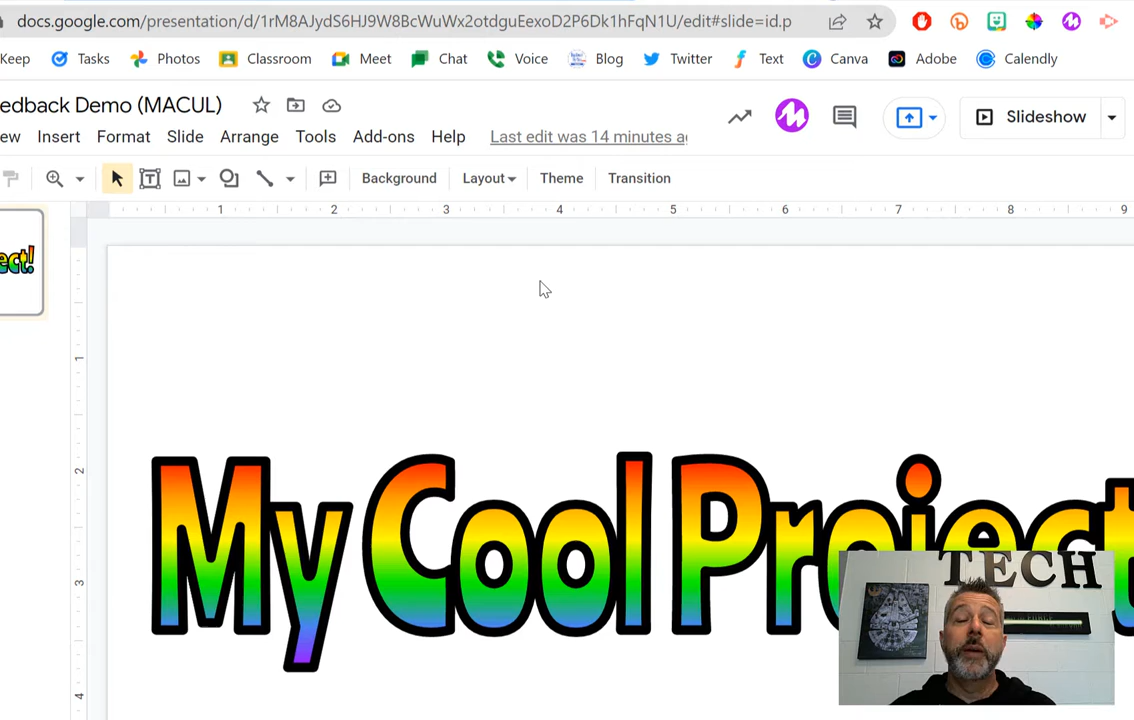 docs.google.com/presentation/d/1rM8AJydS6HJ9W8BcWuWx2otdguEexoD2P6Dk1hFqN1U/edit#slide=id.p
Keep Tasks Photos Classroom Meet Chat Voice Blog Twitter Text Canva Adobe Calendly
edback Demo (MACUL)
ew Insert Format Slide Arrange Tools Add-ons Help Last edit was 14 minutes a
Slideshow
Background Layout Theme Transition
1 2 3 4 5 6 7 8 9
ect!
1
2
3
4
My Cool Project
TECH